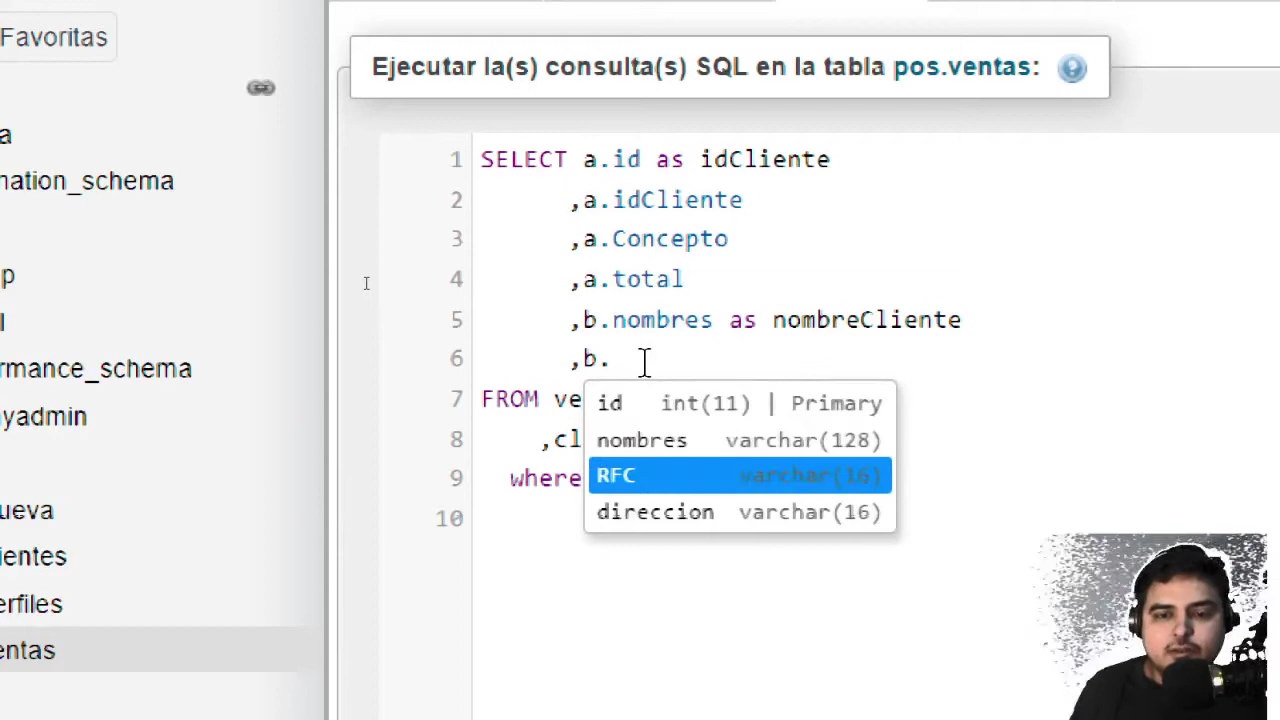 Favoritas
Ejecutar la(s) consulta(s) SQL en la tabla pos.ventas:
a
mation_schema
p
l
rmance_schema
yadmin
ueva
ientes
erfiles
entas
1 SELECT a.id as idCliente
2 ,a.idCliente
3 ,a.Concepto
4 ,a.total
5 ,b.nombres as nombreCliente
6 ,b.
7 FROM ve
8 ,cl
9 where
10
id int(11) | Primary
nombres varchar(128)
RFC varchar(16)
direccion varchar(16)